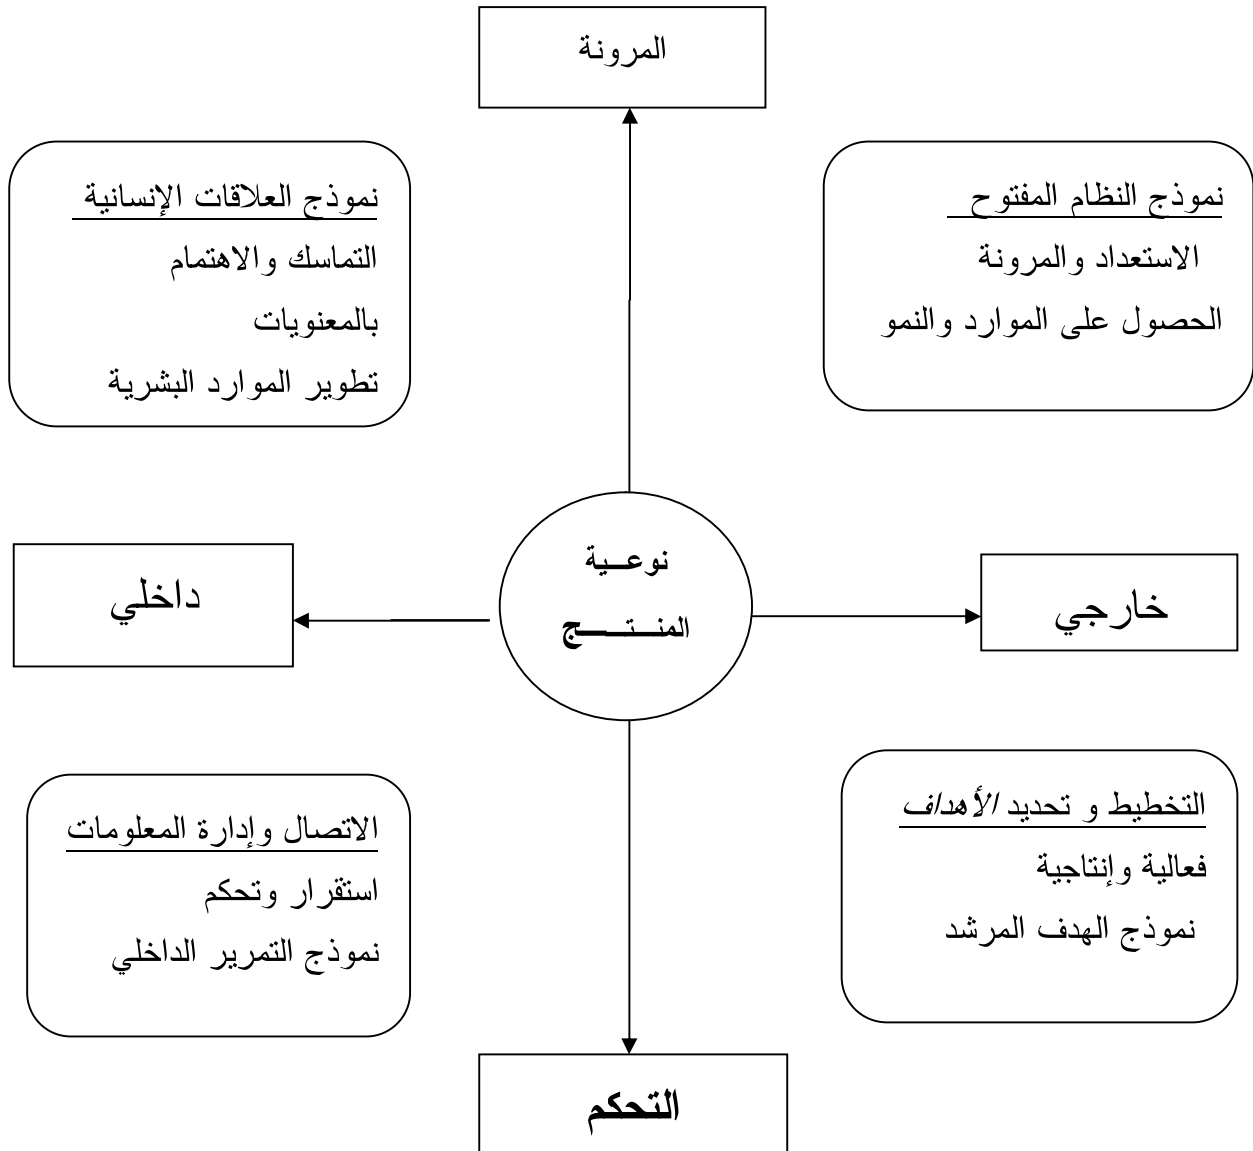 المرونة
نموذج النظام المفتوح
الاستعداد والمرونة
الحصول على الموارد والنمو
نموذج العلاقات الإنسانية
التماسك والاهتمام
بالمعنويات
تطوير الموارد البشرية
خارجي
نوعية
المنتج
داخلي
التخطيط و تحديد الأهداف
فعالية وإنتاجية
نموذج الهدف المرشد
الاتصال وإدارة المعلومات
استقرار وتحكم
نموذج التمرير الداخلي
التحكم